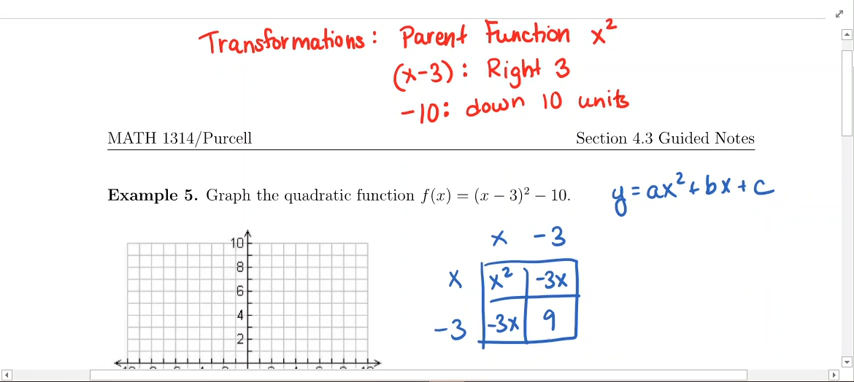 Transformations: Parent Function x²
(x-3): Right 3
-10: down 10 units
MATH 1314/Purcell Section 4.3 Guided Notes
Example 5. Graph the quadratic function f(x) = (x − 3)² − 10.
y = ax² + bx + c
x -3
x x² -3x
-3 -3x 9
10
8
6
4
2